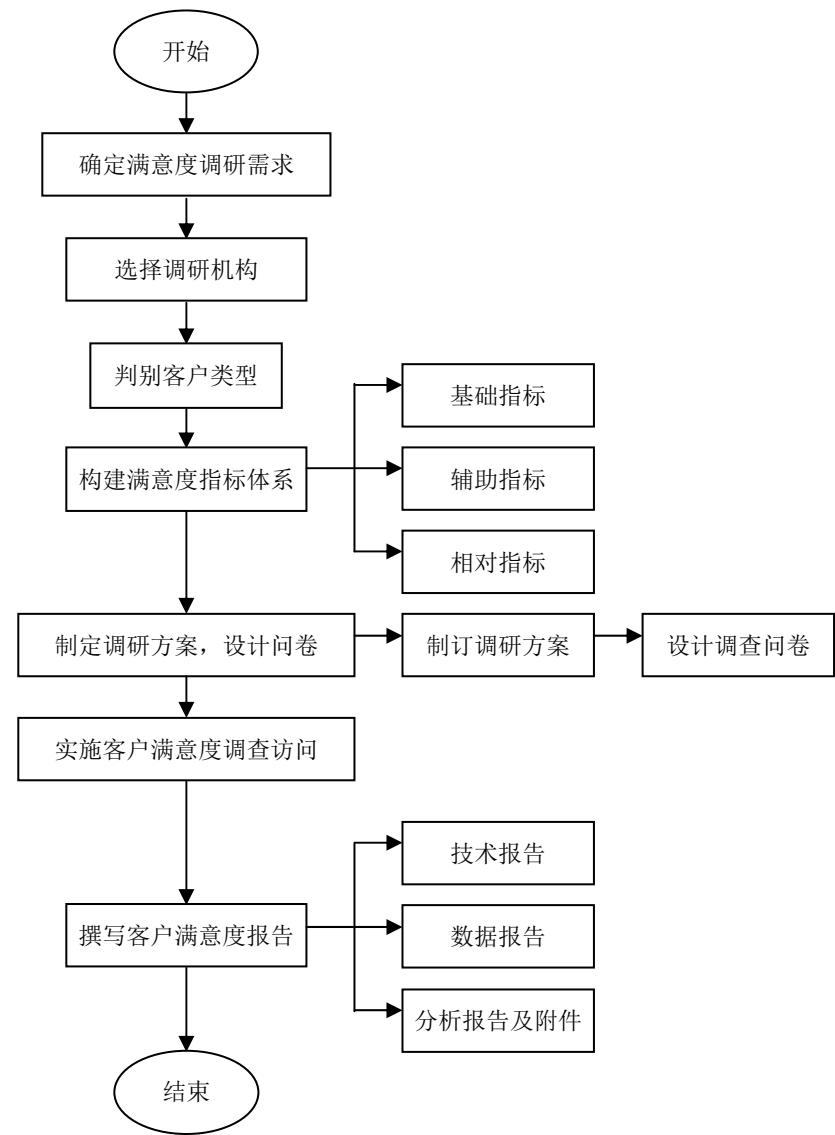 开始
确定满意度调研需求
选择调研机构
判别客户类型
基础指标
构建满意度指标体系
辅助指标
相对指标
制定调研方案，设计问卷
制订调研方案
设计调查问卷
实施客户满意度调查访问
技术报告
撰写客户满意度报告
数据报告
分析报告及附件
结束